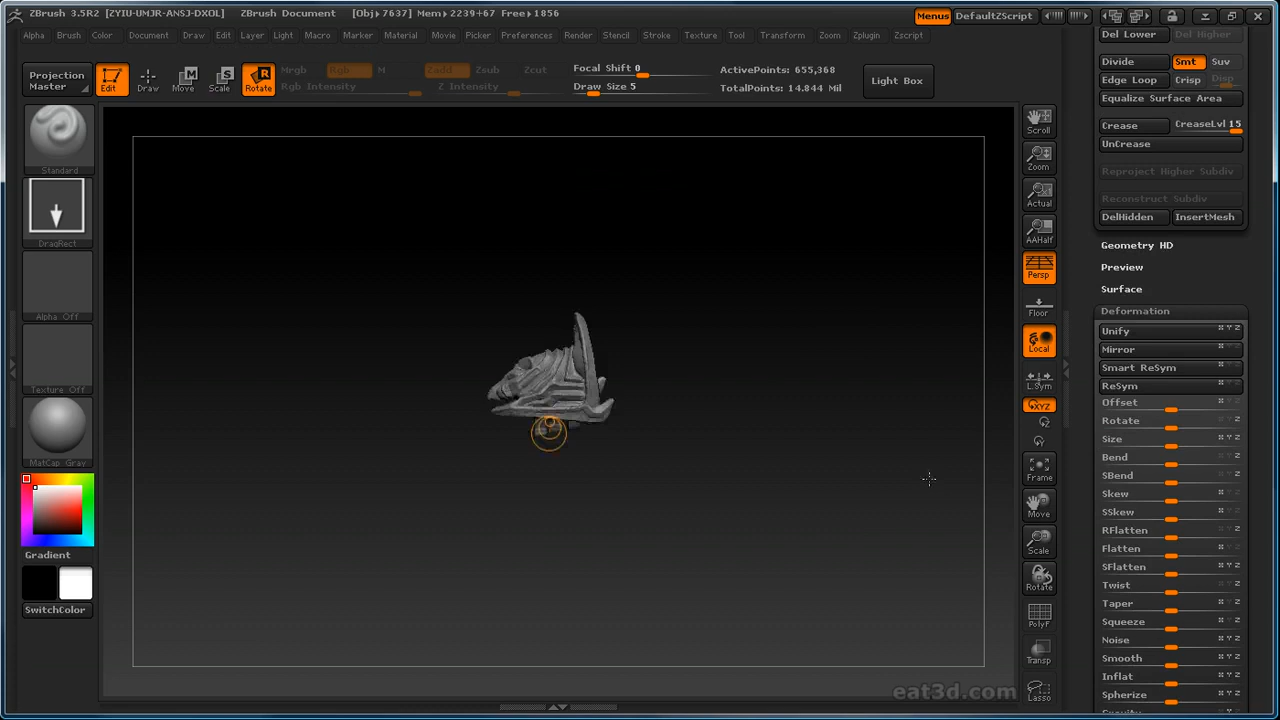 ZBrush 3.5R2 [ZYIU-UMJR-ANSJ-DXOL] ZBrush Document [Obj▸7637] Mem▸2239+67 Free▸1856 Menus DefaultZScript
Alpha Brush Color Document Draw Edit Layer Light Macro Marker Material Movie Picker Preferences Render Stencil Stroke Texture Tool Transform Zoom Zplugin Zscript
Projection Master
Edit Draw Move Scale Rotate
Mrgb Rgb M Zadd Zsub Zcut
Rgb Intensity Z Intensity
Focal Shift 0
Draw Size 5
ActivePoints: 655,368
TotalPoints: 14.844 Mil
Light Box
Standard
DragRect
Alpha Off
Texture Off
MatCap Gray
Gradient
SwitchColor
Scroll
Zoom
Actual
AAHalf
Persp
Floor
Local
L.Sym
XYZ
Frame
Move
Scale
Rotate
PolyF
Transp
Lasso
Del Lower Del Higher
Divide Smt Suv
Edge Loop Crisp Disp
Equalize Surface Area
Crease CreaseLvl 15
UnCrease
Reproject Higher Subdiv
Reconstruct Subdiv
DelHidden InsertMesh
Geometry HD
Preview
Surface
Deformation
Unify
Mirror
Smart ReSym
ReSym
Offset
Rotate
Size
Bend
SBend
Skew
SSkew
RFlatten
Flatten
SFlatten
Twist
Taper
Squeeze
Noise
Smooth
Inflat
Spherize
eat3d.com